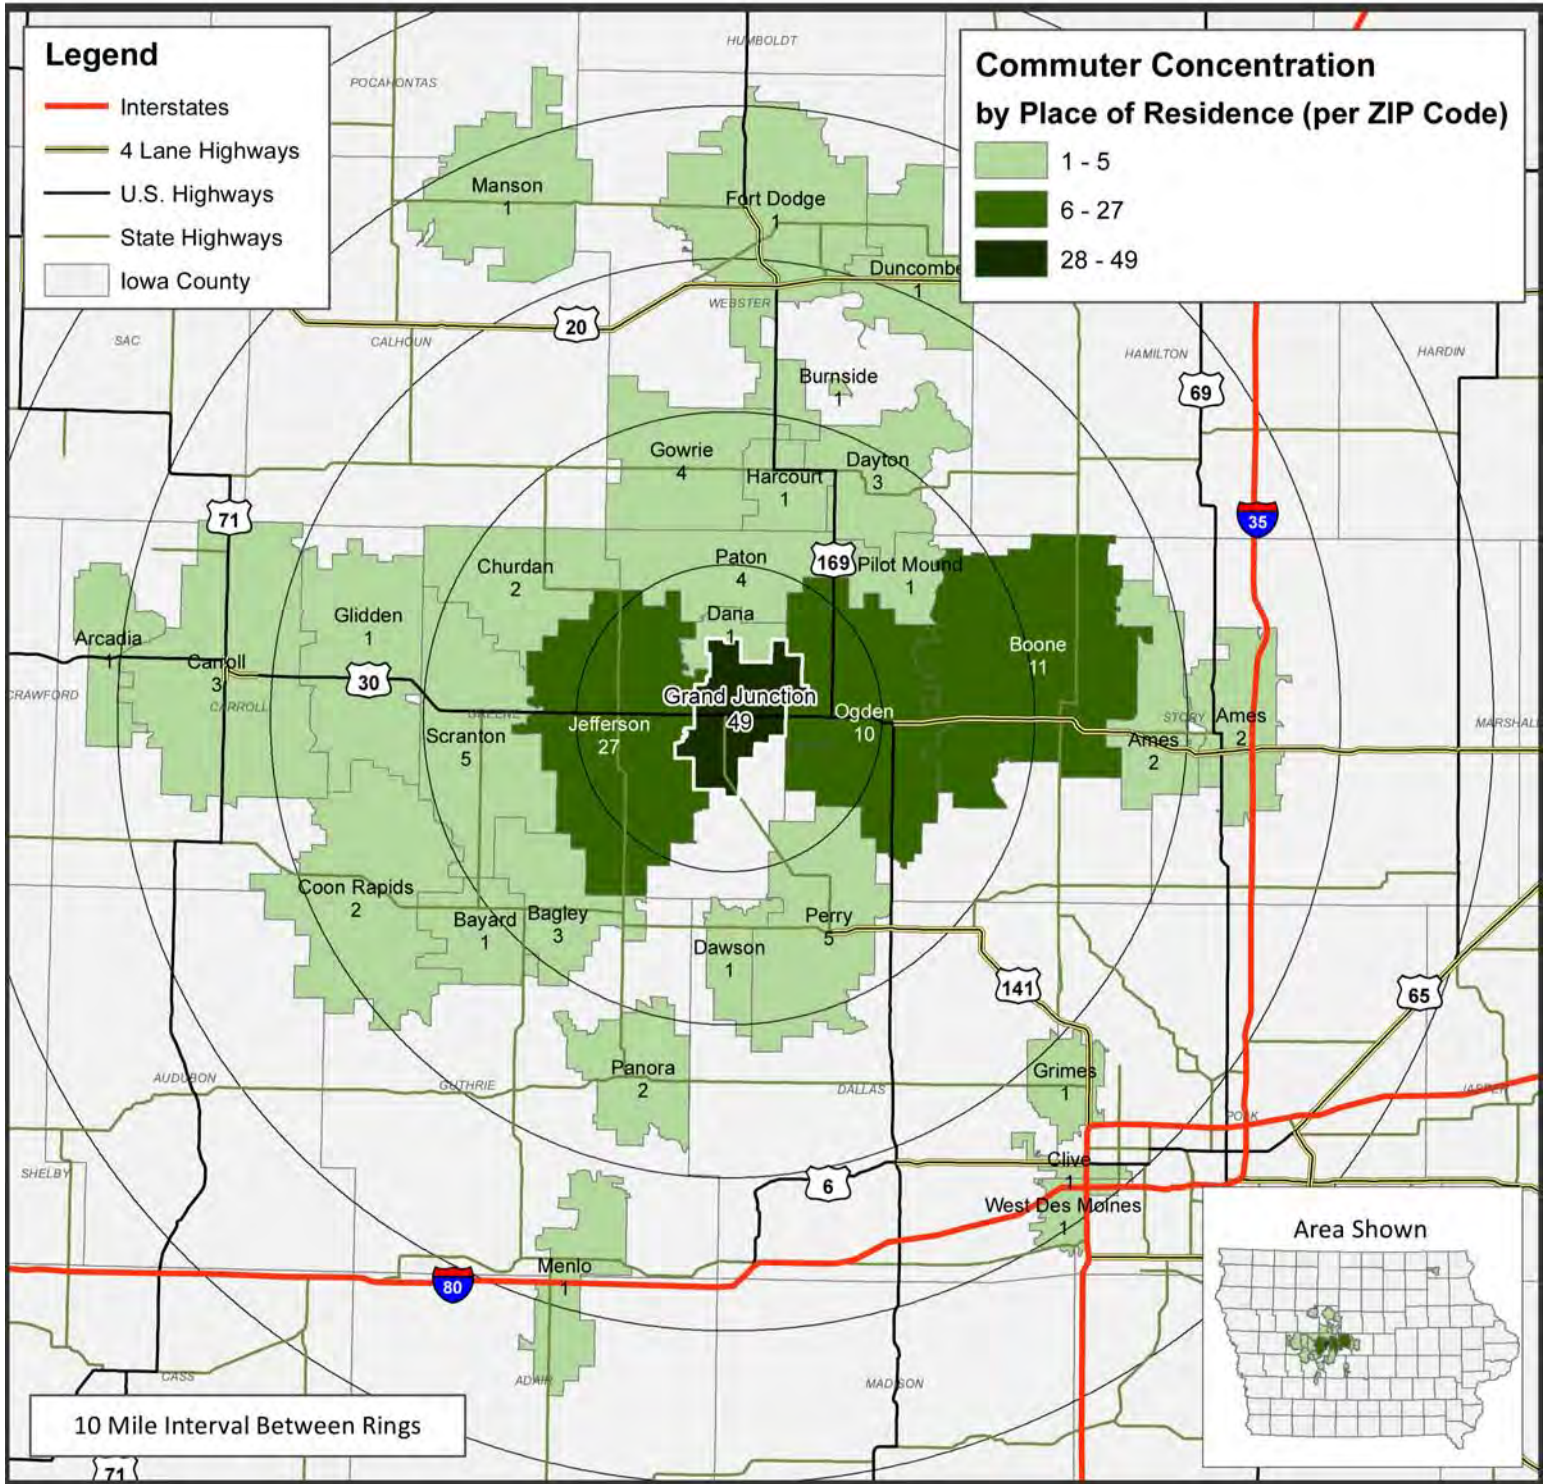 Legend
Interstates
4 Lane Highways
U.S. Highways
State Highways
Iowa County
Commuter Concentration
by Place of Residence (per ZIP Code)
1 - 5
6 - 27
28 - 49
HUMBOLDT
POCAHONTAS
Manson
1
Fort Dodge
1
Duncombe
1
WEBSTER
20
SAC
CALHOUN
HAMILTON
HARDIN
Burnside
1
69
Gowrie
4
Harcourt
1
Dayton
3
71
35
Churdan
2
Paton
4
169
Pilot Mound
1
Glidden
1
Dana
1
Arcadia
1
Carroll
3
30
Boone
11
CRAWFORD
CARROLL
GREENE
Grand Junction
49
Jefferson
27
Ogden
10
Scranton
5
STORY
Ames
2
Ames
2
MARSHALL
Coon Rapids
2
Bayard
1
Bagley
3
Perry
5
Dawson
1
141
65
Panora
2
Grimes
1
AUDUBON
GUTHRIE
DALLAS
JASPER
POLK
SHELBY
6
Clive
1
West Des Moines
1
Menlo
1
80
Area Shown
CASS
ADAIR
MADISON
10 Mile Interval Between Rings
71